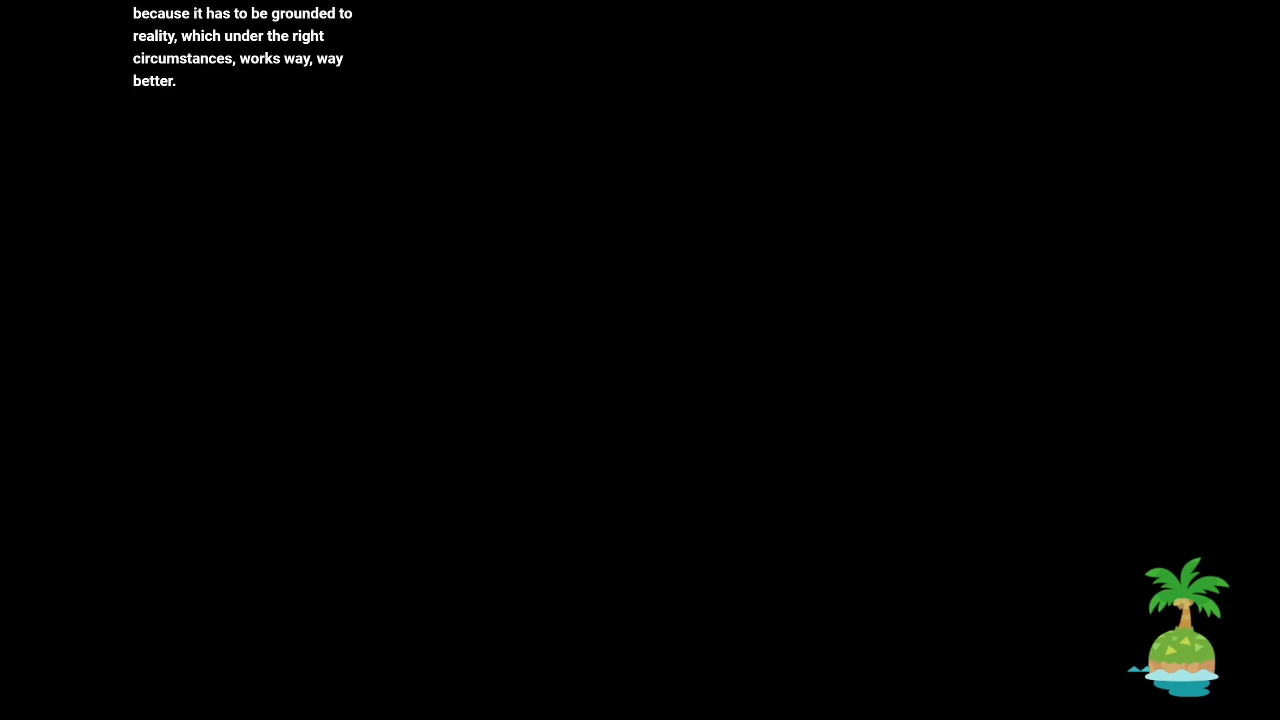 because it has to be grounded to
reality, which under the right
circumstances, works way, way
better.